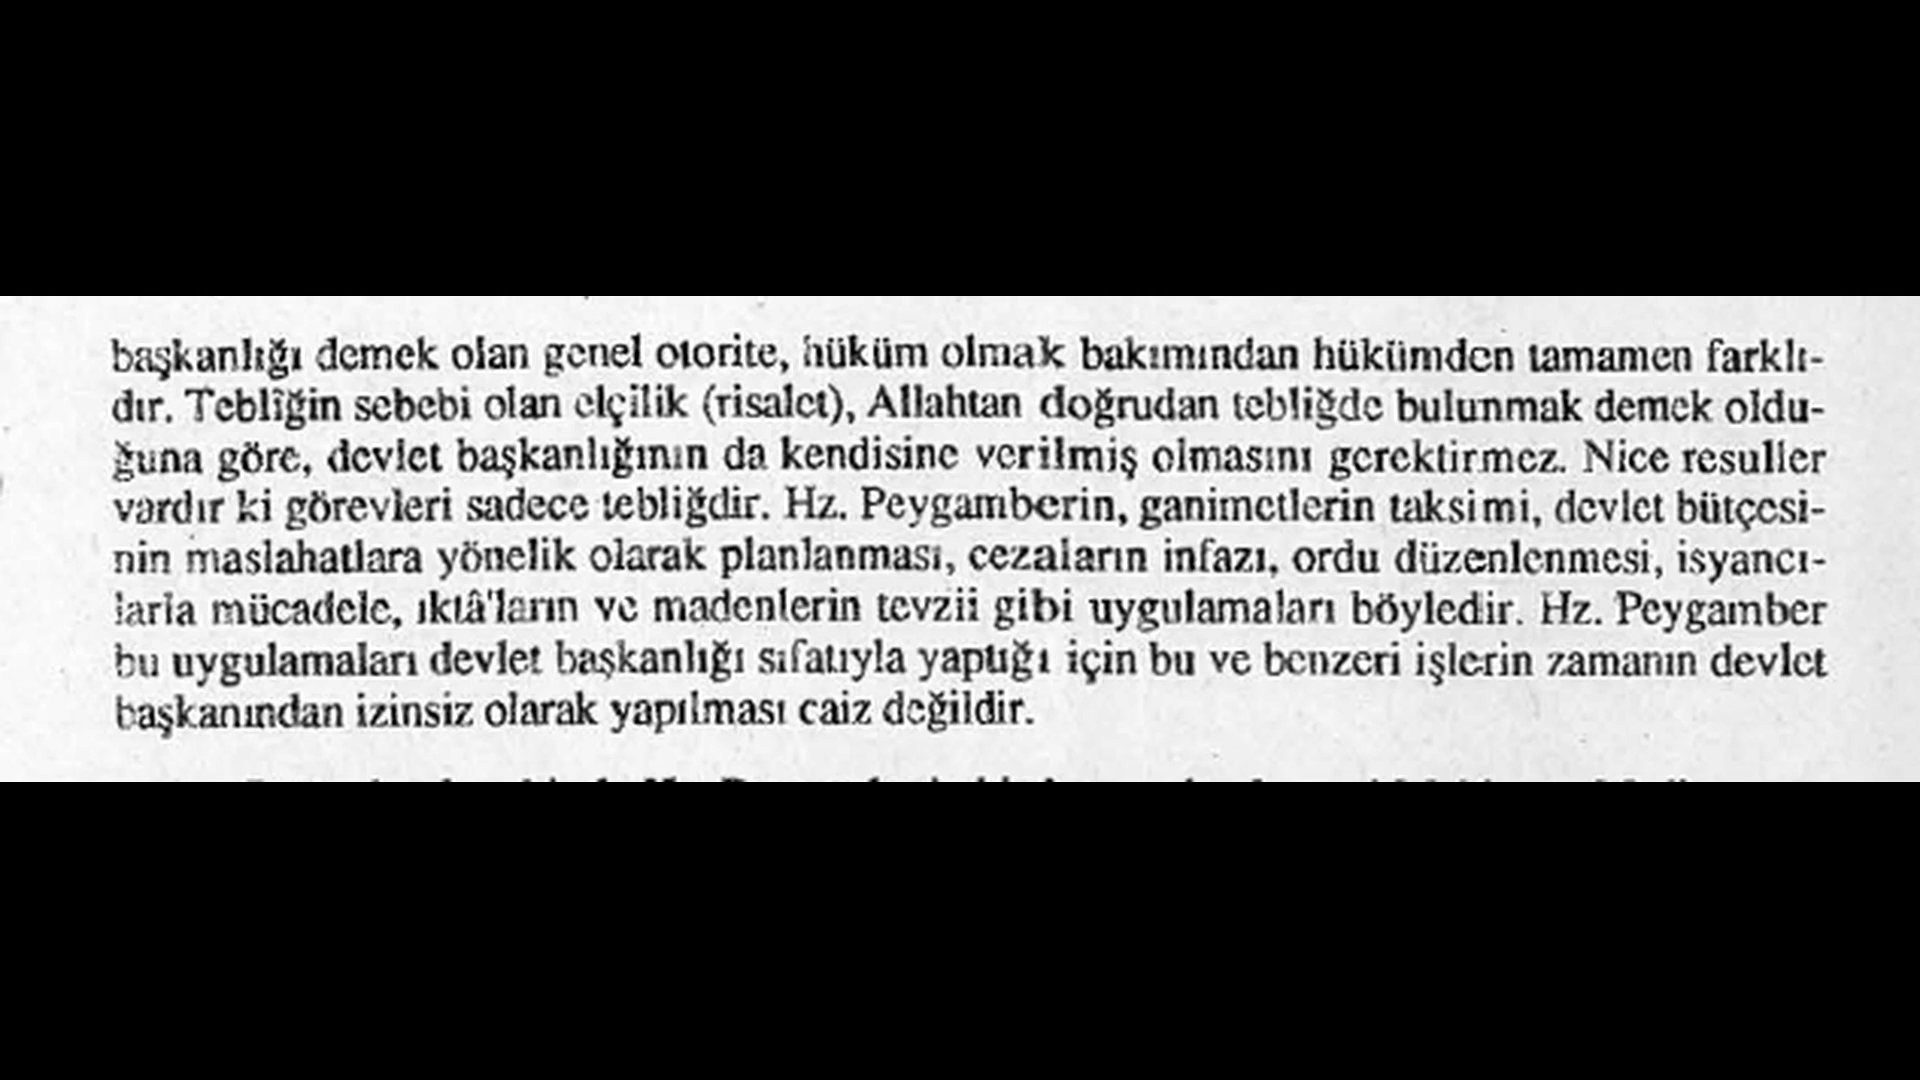 başkanlığı demek olan genel otorite, hüküm olmak bakımından hükümden tamamen farklı-
dır. Tebliğin sebebi olan elçilik (risalet), Allahtan doğrudan tebliğde bulunmak demek oldu-
ğuna göre, devlet başkanlığının da kendisine verilmiş olmasını gerektirmez. Nice resuller
vardır ki görevleri sadece tebliğdir. Hz. Peygamberin, ganimetlerin taksimi, devlet bütçesi-
nin maslahatlara yönelik olarak planlanması, cezaların infazı, ordu düzenlenmesi, isyancı-
larla mücadele, ıktâ'ların ve madenlerin tevzii gibi uygulamaları böyledir. Hz. Peygamber
bu uygulamaları devlet başkanlığı sıfatıyla yaptığı için bu ve benzeri işlerin zamanın devlet
başkanından izinsiz olarak yapılması caiz değildir.